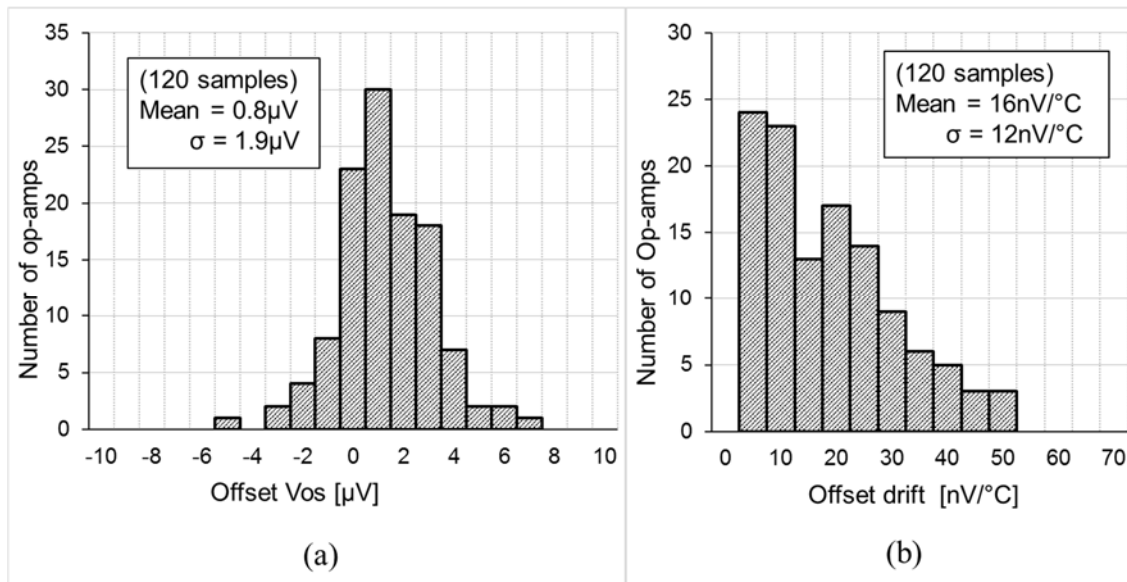 35
30
25
20
15
10
5
0
Number of op-amps
(120 samples)
Mean = 0.8µV
σ = 1.9µV
-10 -8 -6 -4 -2 0 2 4 6 8 10
Offset Vos [µV]
(a)
30
25
20
15
10
5
0
Number of Op-amps
(120 samples)
Mean = 16nV/°C
σ = 12nV/°C
0 10 20 30 40 50 60 70
Offset drift [nV/°C]
(b)